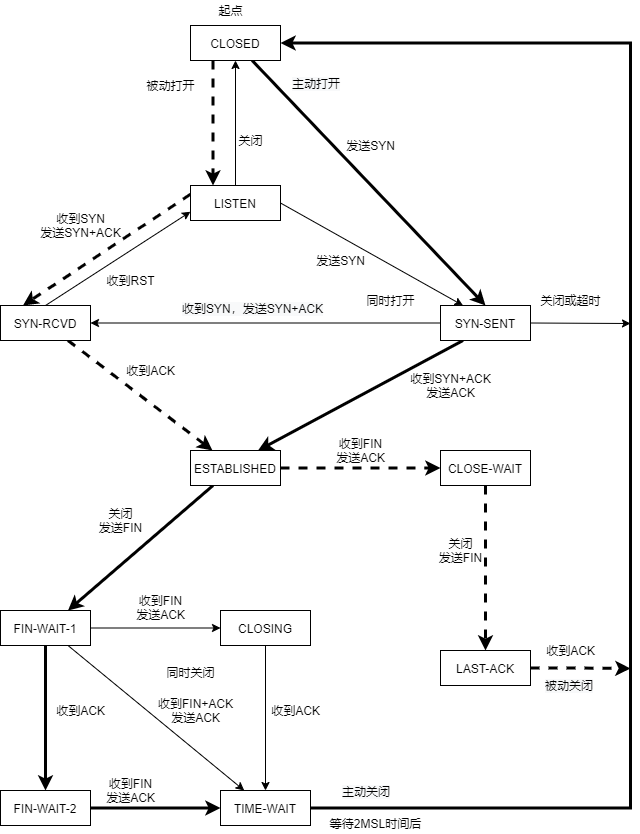 起点
CLOSED
被动打开
主动打开
关闭
发送SYN
LISTEN
收到SYN
发送SYN+ACK
发送SYN
收到RST
同时打开
关闭或超时
收到SYN，发送SYN+ACK
SYN-RCVD
SYN-SENT
收到ACK
收到SYN+ACK
发送ACK
收到FIN
发送ACK
ESTABLISHED
CLOSE-WAIT
关闭
发送FIN
关闭
发送FIN
收到FIN
发送ACK
FIN-WAIT-1
CLOSING
收到ACK
LAST-ACK
同时关闭
被动关闭
收到FIN+ACK
发送ACK
收到ACK
收到ACK
收到FIN
发送ACK
主动关闭
FIN-WAIT-2
TIME-WAIT
等待2MSL时间后